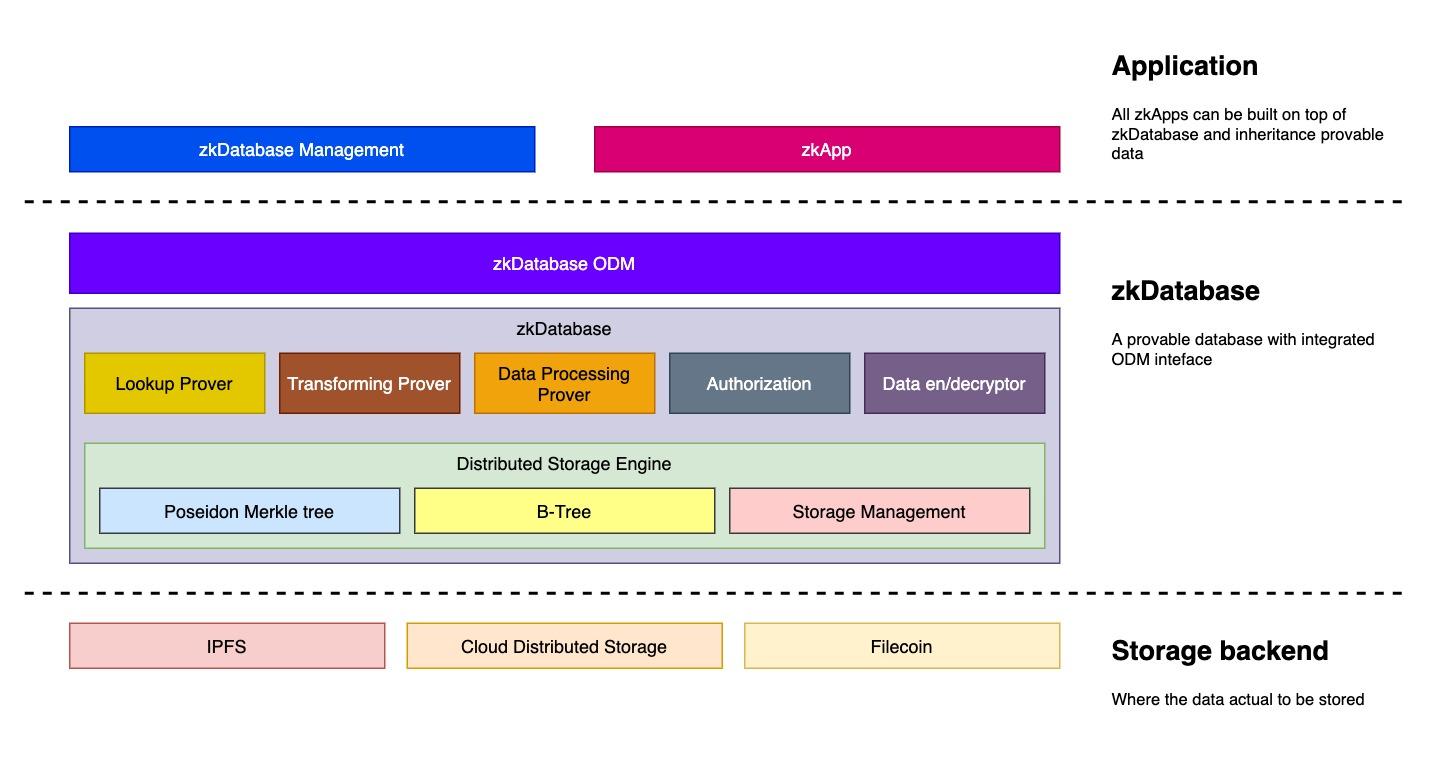 Application
All zkApps can be built on top of
zkDatabase and inheritance provable
data
zkDatabase Management
zkApp
zkDatabase ODM
zkDatabase
A provable database with integrated
ODM inteface
zkDatabase
Lookup Prover
Transforming Prover
Data Processing
Prover
Authorization
Data en/decryptor
Distributed Storage Engine
Poseidon Merkle tree
B-Tree
Storage Management
IPFS
Cloud Distributed Storage
Filecoin
Storage backend
Where the data actual to be stored